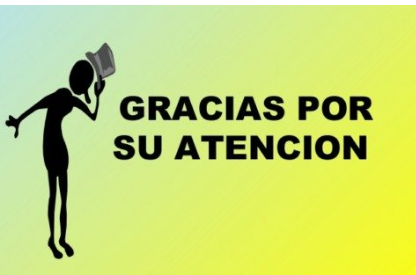 GRACIAS POR
SU ATENCION